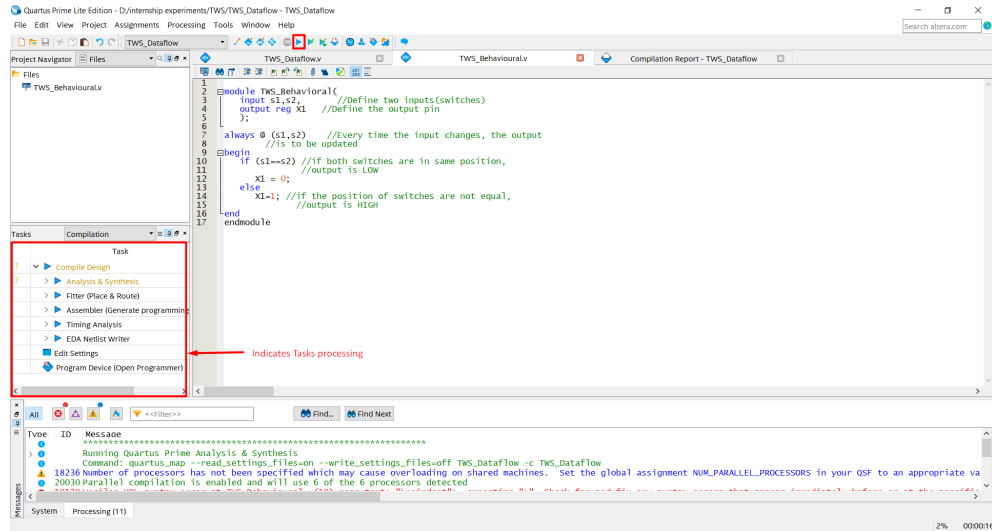 Quartus Prime Lite Edition - D:/internship experiments/TWS/TWS_Dataflow - TWS_Dataflow
File Edit View Project Assignments Processing Tools Window Help
Search altera.com
TWS_Dataflow
Project Navigator Files
TWS_Dataflow.v
TWS_Behavioural.v
Compilation Report - TWS_Dataflow
Files
TWS_Behavioural.v
1
2 module TWS_Behavioral(
3 input s1,s2, //Define two inputs(switches)
4 output reg X1 //Define the output pin
5 );
6
7 always @ (s1,s2) //Every time the input changes, the output
8 //is to be updated
9 begin
10 if (s1==s2) //if both switches are in same position,
11 //output is LOW
12 X1 = 0;
13 else
14 X1=1; //if the position of switches are not equal,
15 //output is HIGH
16 end
17 endmodule
Tasks Compilation
Task
? Compile Design
? Analysis & Synthesis
Fitter (Place & Route)
Assembler (Generate programming
Timing Analysis
EDA Netlist Writer
Edit Settings
Program Device (Open Programmer)
Indicates Tasks processing
All <<Filter>> Find... Find Next
Type ID Message
*******************************************************************
Running Quartus Prime Analysis & Synthesis
Command: quartus_map --read_settings_files=on --write_settings_files=off TWS_Dataflow -c TWS_Dataflow
18236 Number of processors has not been specified which may cause overloading on shared machines. Set the global assignment NUM_PARALLEL_PROCESSORS in your QSF to an appropriate va
20030 Parallel compilation is enabled and will use 6 of the 6 processors detected
Messages
System Processing (11)
2% 00:00:16